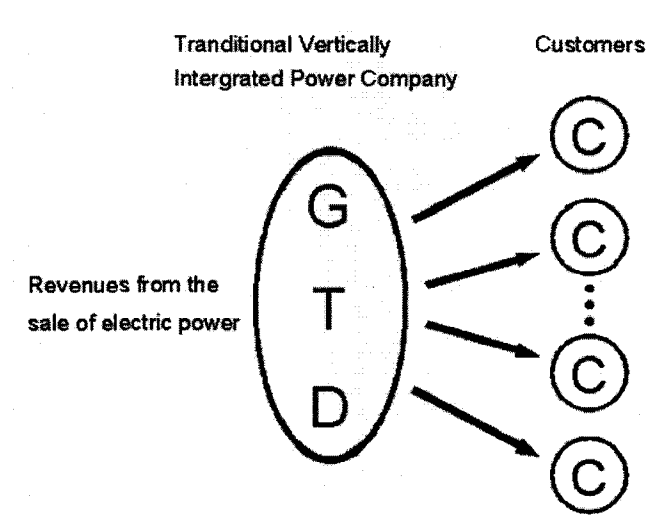 Tranditional Vertically
Intergrated Power Company
Customers
G
T
D
Revenues from the
sale of electric power
C
C
C
C